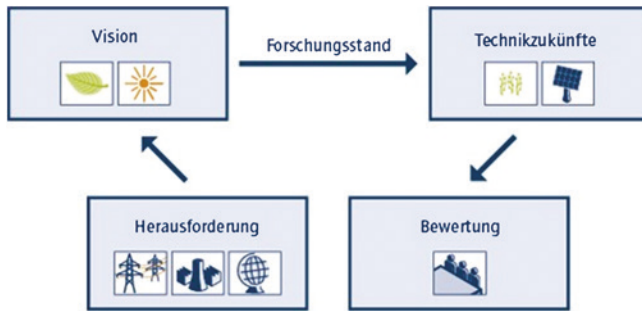 Vision
Forschungsstand
Technikzukünfte
Herausforderung
Bewertung